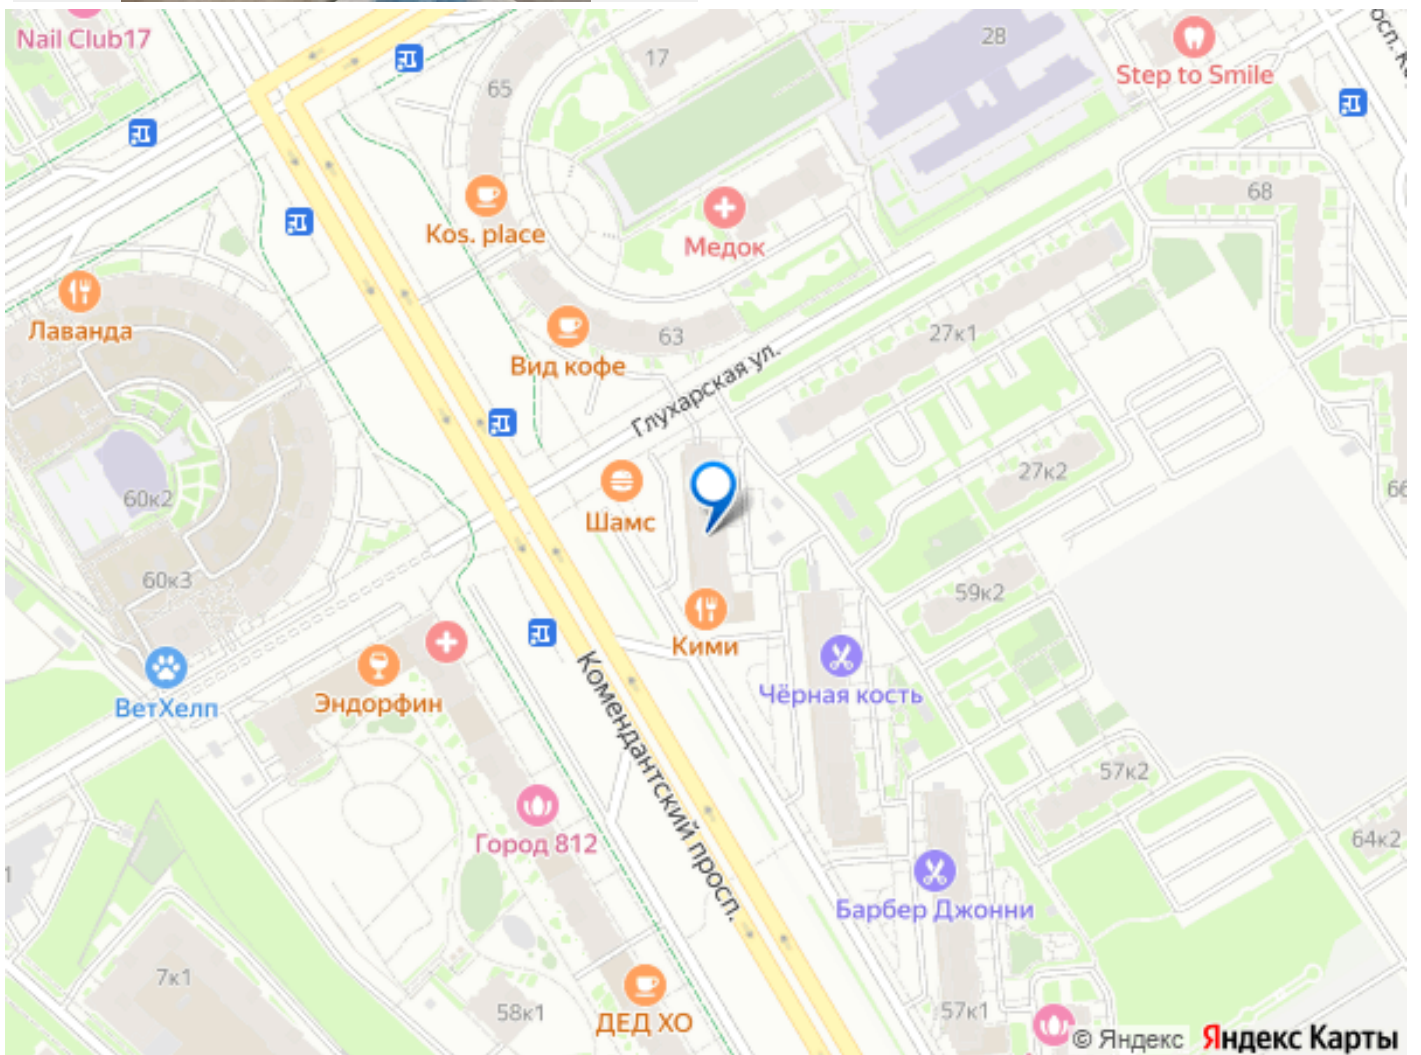 Nail Club17
17
28
Step to Smile
65
68
Kos. place
Медок
Лаванда
63
27к1
Вид кофе
Глухарская ул.
60к2
Шамс
27к2
60к3
59к2
Кими
Эндорфин
ВетХелп
Чёрная кость
Комендантский просп.
57к2
Город 812
64к2
Барбер Джонни
7к1
58к1
ДЕД ХО
57к1
© Яндекс Яндекс Карты